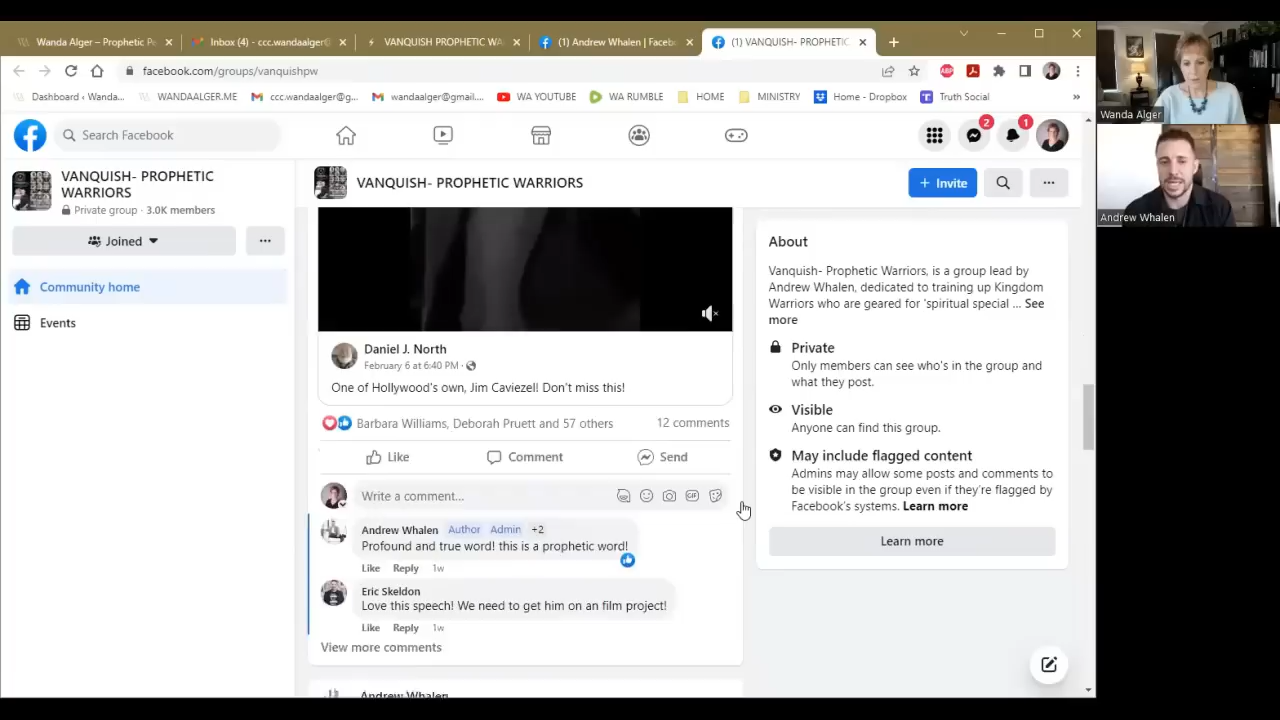 Wanda Alger – Prophetic Pe
Inbox (4) - ccc.wandaalger@
VANQUISH PROPHETIC WA
(1) Andrew Whalen | Faceb
(1) VANQUISH- PROPHETIC
facebook.com/groups/vanquishpw
Dashboard ‹ Wanda...
WANDAALGER.ME
ccc.wandaalger@g...
wandaalger@gmail....
WA YOUTUBE
WA RUMBLE
HOME
MINISTRY
Home - Dropbox
Truth Social
»
Wanda Alger
Andrew Whalen
Search Facebook
2
1
VANQUISH- PROPHETIC
WARRIORS
Private group · 3.0K members
Joined
Community home
Events
VANQUISH- PROPHETIC WARRIORS
+ Invite
Daniel J. North
February 6 at 6:40 PM ·
One of Hollywood's own, Jim Caviezel! Don't miss this!
Barbara Williams, Deborah Pruett and 57 others
12 comments
Like
Comment
Send
Write a comment...
GIF
Andrew Whalen Author Admin +2
Profound and true word! this is a prophetic word!
Like Reply 1w
Eric Skeldon
Love this speech! We need to get him on an film project!
Like Reply 1w
View more comments
Andrew Whalen
About
Vanquish- Prophetic Warriors, is a group lead by
Andrew Whalen, dedicated to training up Kingdom
Warriors who are geared for 'spiritual special ... See
more
Private
Only members can see who's in the group and
what they post.
Visible
Anyone can find this group.
May include flagged content
Admins may allow some posts and comments to
be visible in the group even if they're flagged by
Facebook's systems. Learn more
Learn more